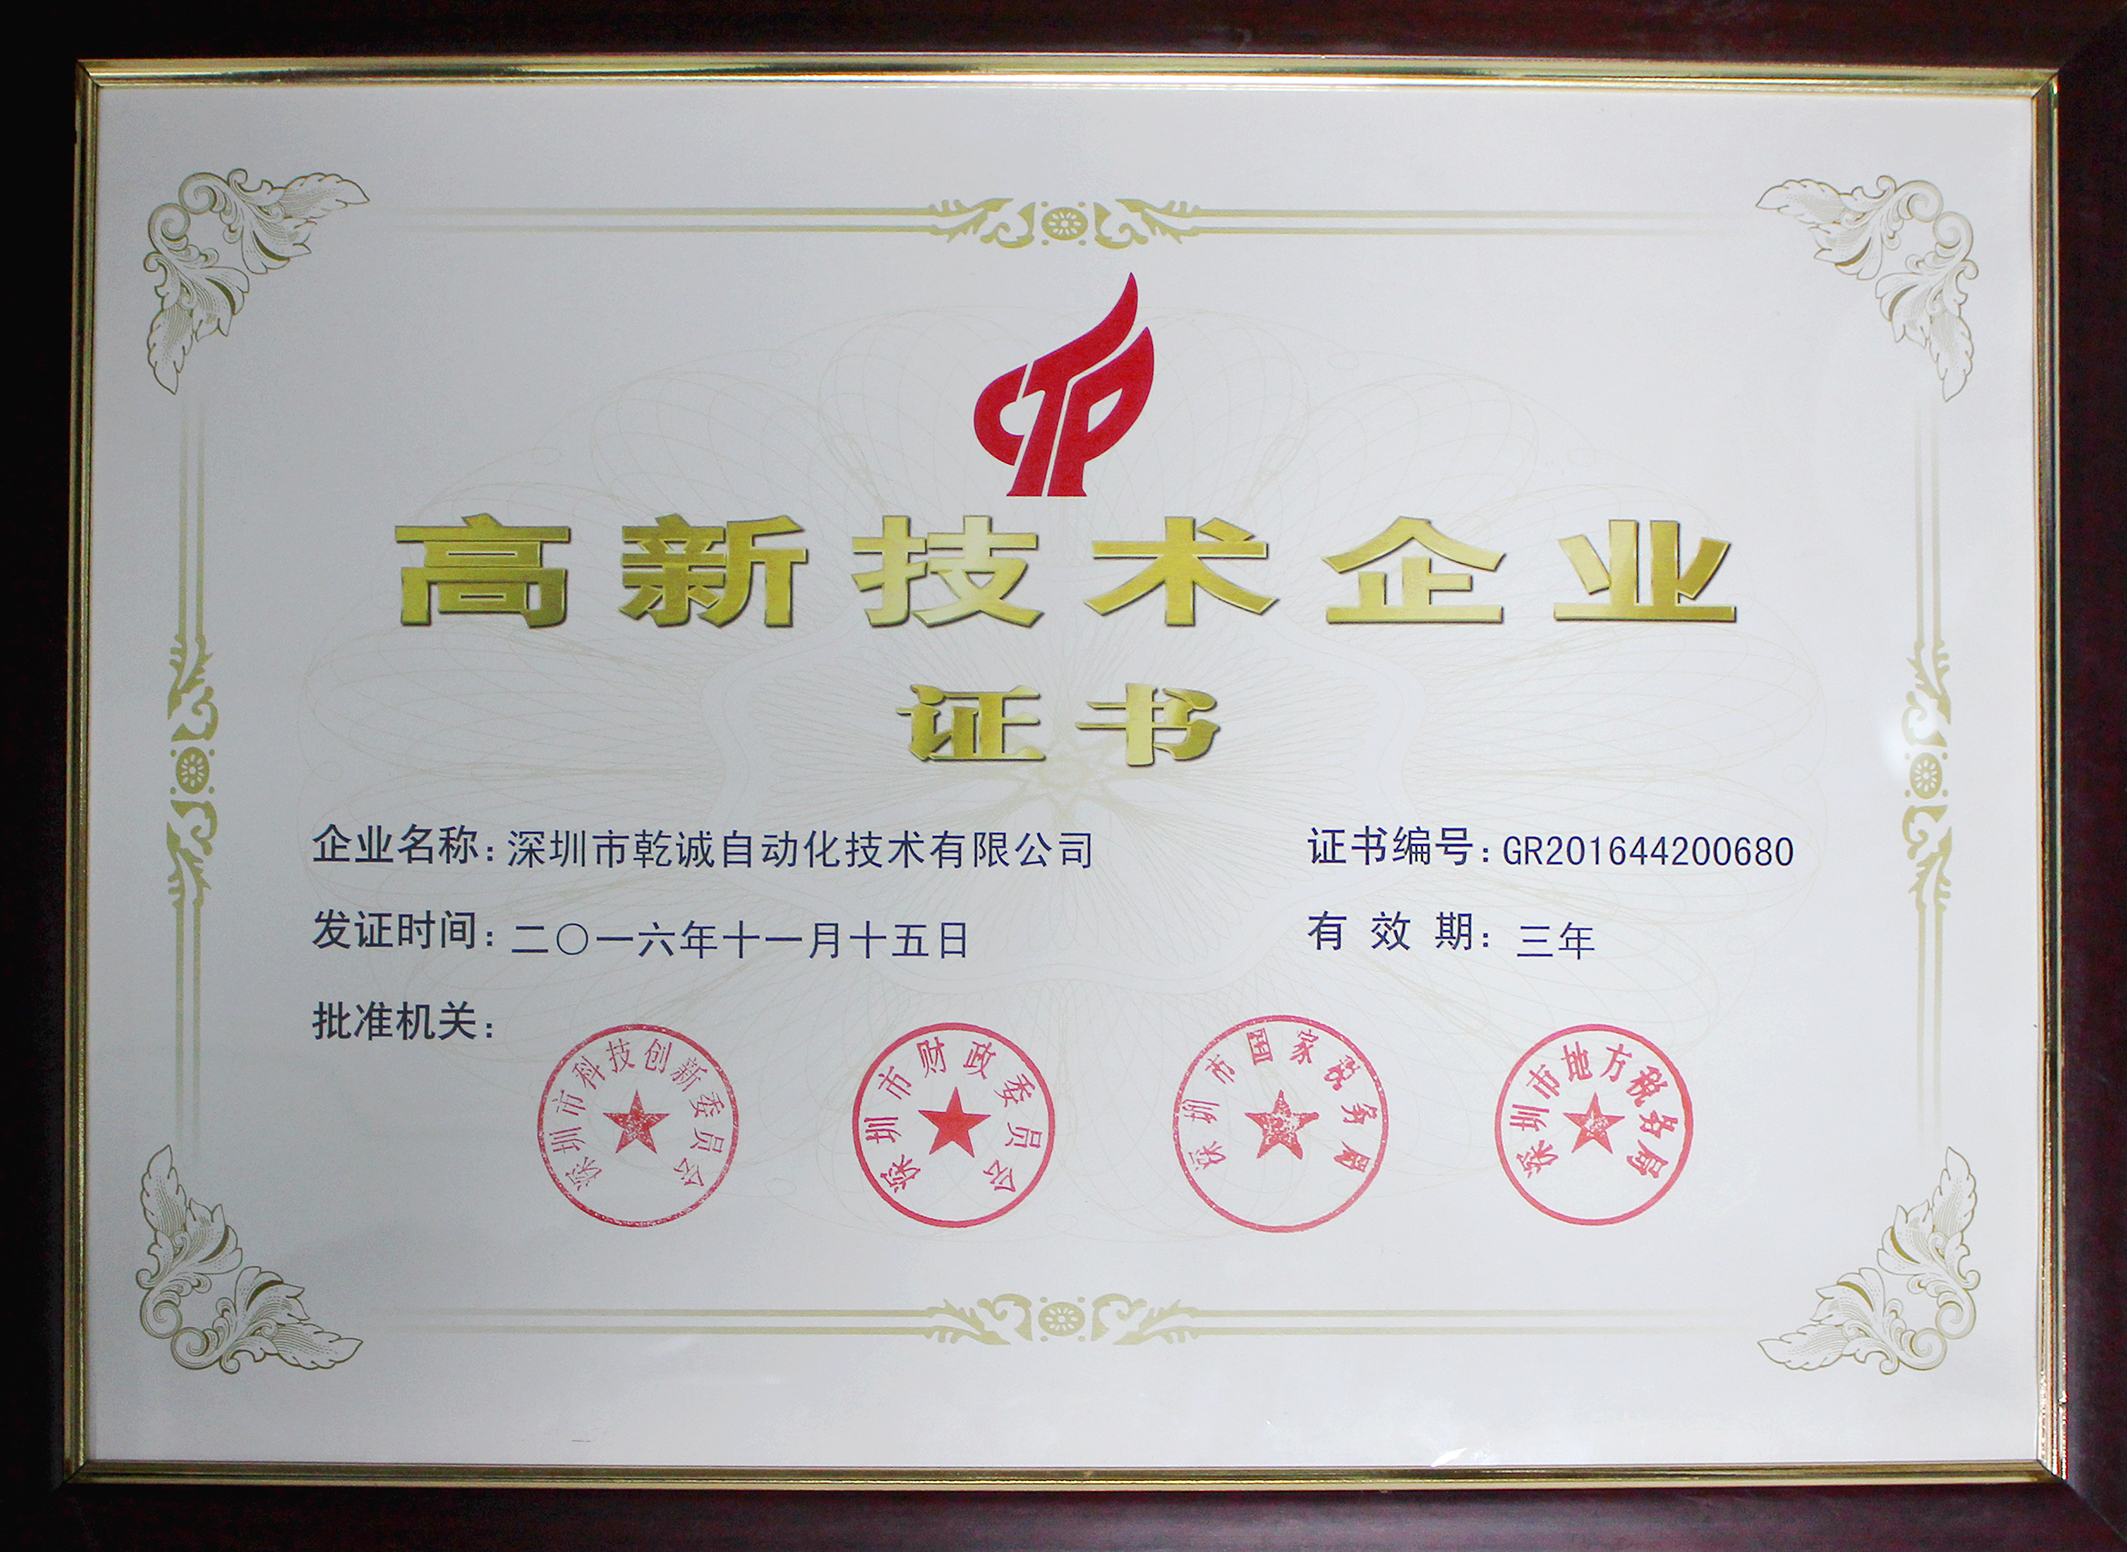 高新技术企业
证书
企业名称：深圳市乾诚自动化技术有限公司
证书编号：GR201644200680
发证时间：二〇一六年十一月十五日
有效期：三年
批准机关：
深圳市科技创新委员会
深圳市财政委员会
深圳市国家税务局
深圳市地方税务局